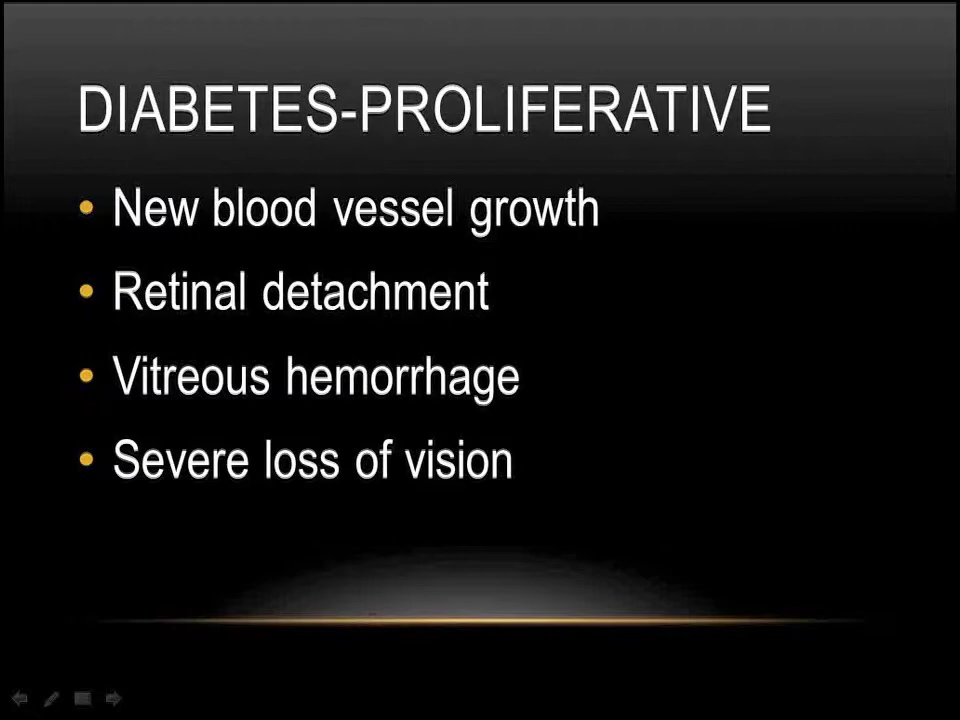 DIABETES-PROLIFERATIVE
• New blood vessel growth
• Retinal detachment
• Vitreous hemorrhage
• Severe loss of vision